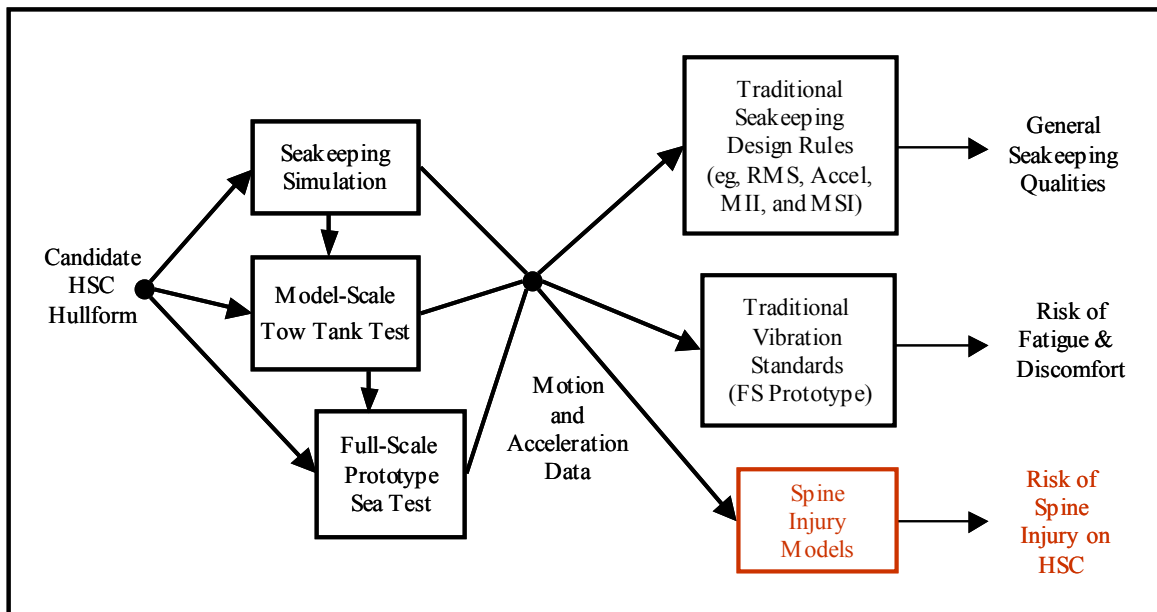 Candidate
HSC
Hullform
Seakeeping
Simulation
Model-Scale
Tow Tank Test
Full-Scale
Prototype
Sea Test
Motion
and
Acceleration
Data
Traditional
Seakeeping
Design Rules
(eg, RMS, Accel,
MII, and MSI)
General
Seakeeping
Qualities
Traditional
Vibration
Standards
(FS Prototype)
Risk of
Fatigue &
Discomfort
Spine
Injury
Models
Risk of
Spine
Injury on
HSC